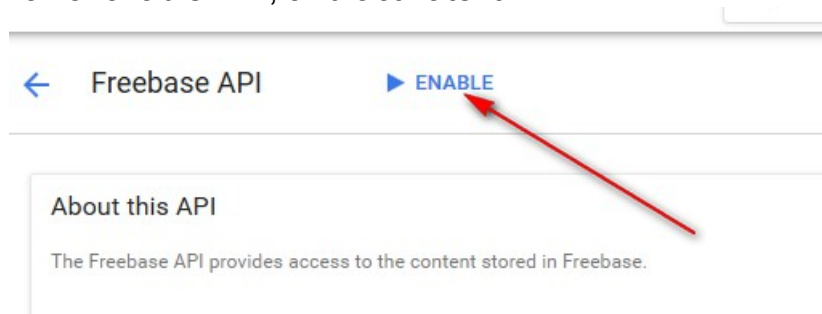 Freebase API
ENABLE
About this API
The Freebase API provides access to the content stored in Freebase.